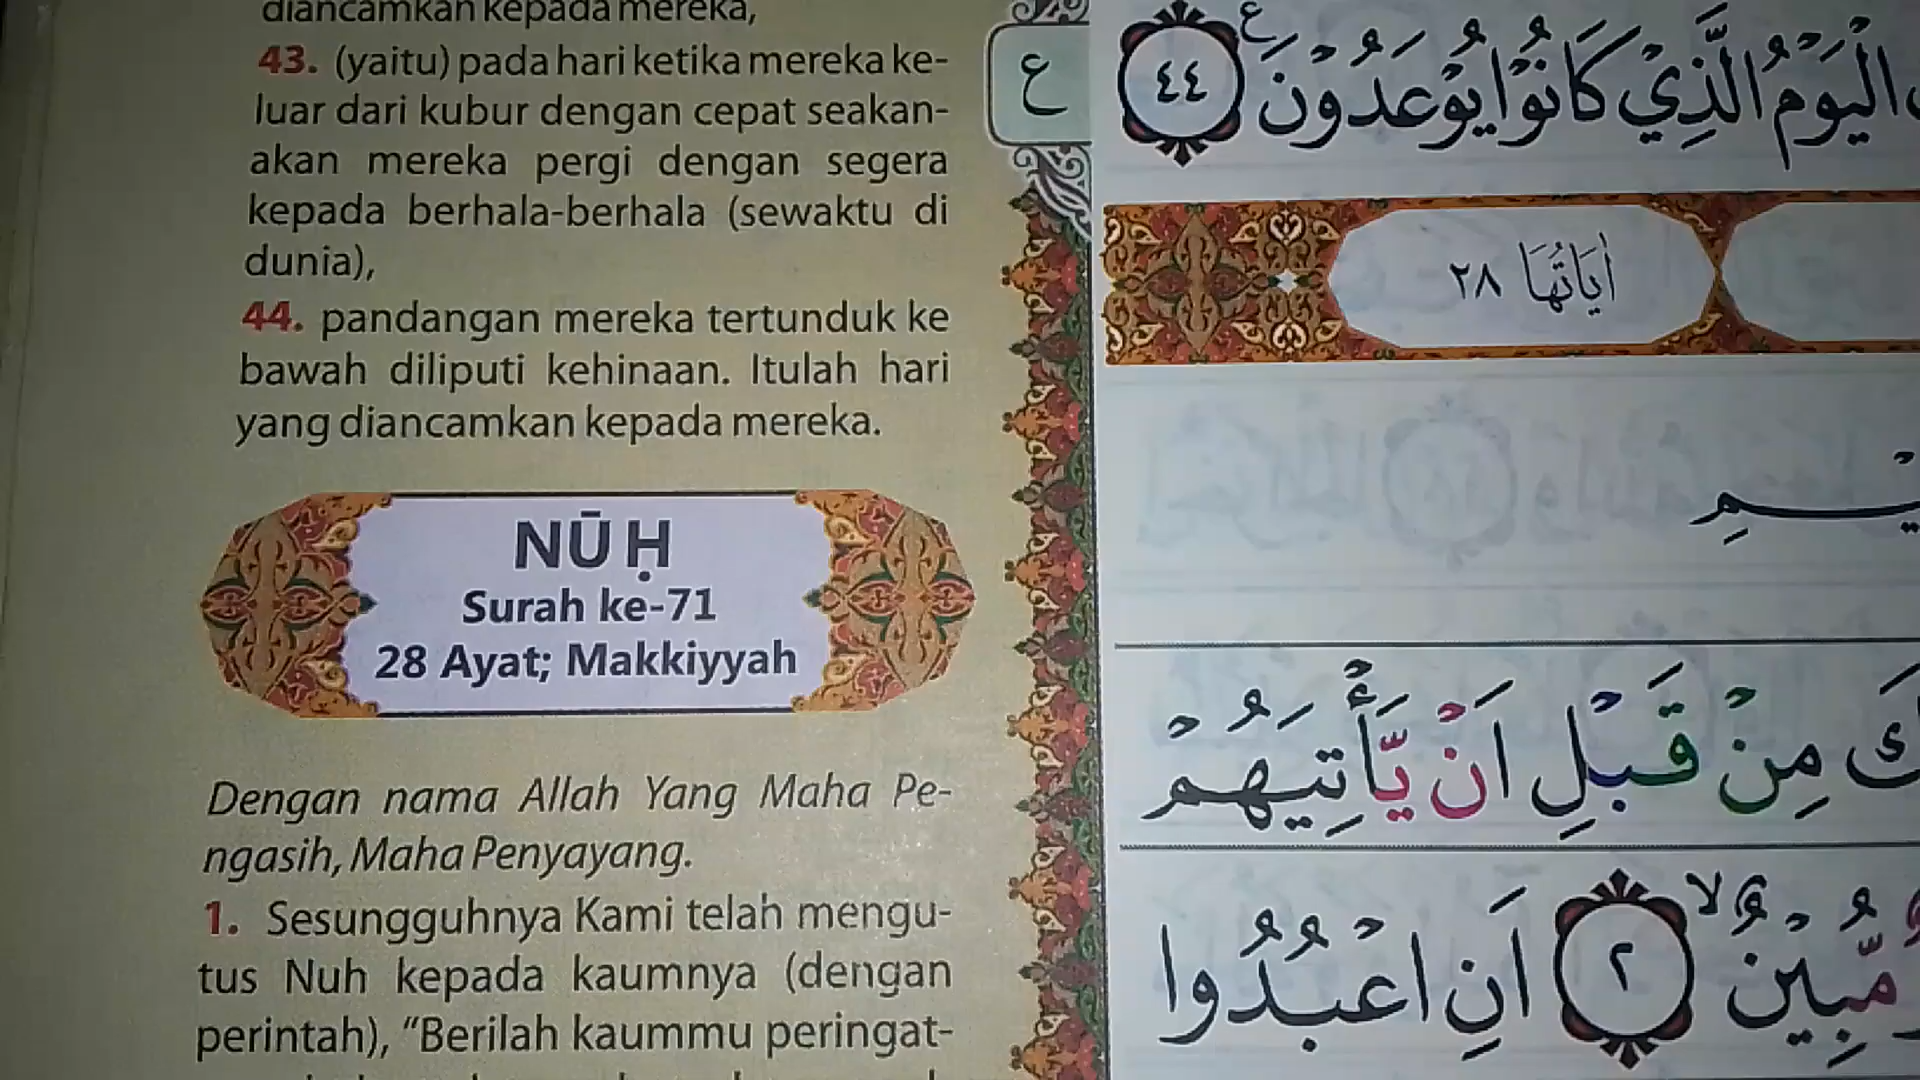 diancamkan kepada mereka,
43. (yaitu) pada hari ketika mereka ke-
luar dari kubur dengan cepat seakan-
akan mereka pergi dengan segera
kepada berhala-berhala (sewaktu di
dunia),
44. pandangan mereka tertunduk ke
bawah diliputi kehinaan. Itulah hari
yang diancamkan kepada mereka.
NŪḤ
Surah ke-71
28 Ayat; Makkiyyah
Dengan nama Allah Yang Maha Pe-
ngasih, Maha Penyayang.
1. Sesungguhnya Kami telah mengu-
tus Nuh kepada kaumnya (dengan
perintah), “Berilah kaummu peringat-
ع
الْيَوْمُ الَّذِيْ كَانُوْا يُوْعَدُوْنَ ࣖ ٤٤
اٰيَاتُهَا ٢٨
مِنْ قَبْلِ اَنْ يَّأْتِيَهُمْ
مُّبِيْنٌۙ ٢ اَنِ اعْبُدُوا